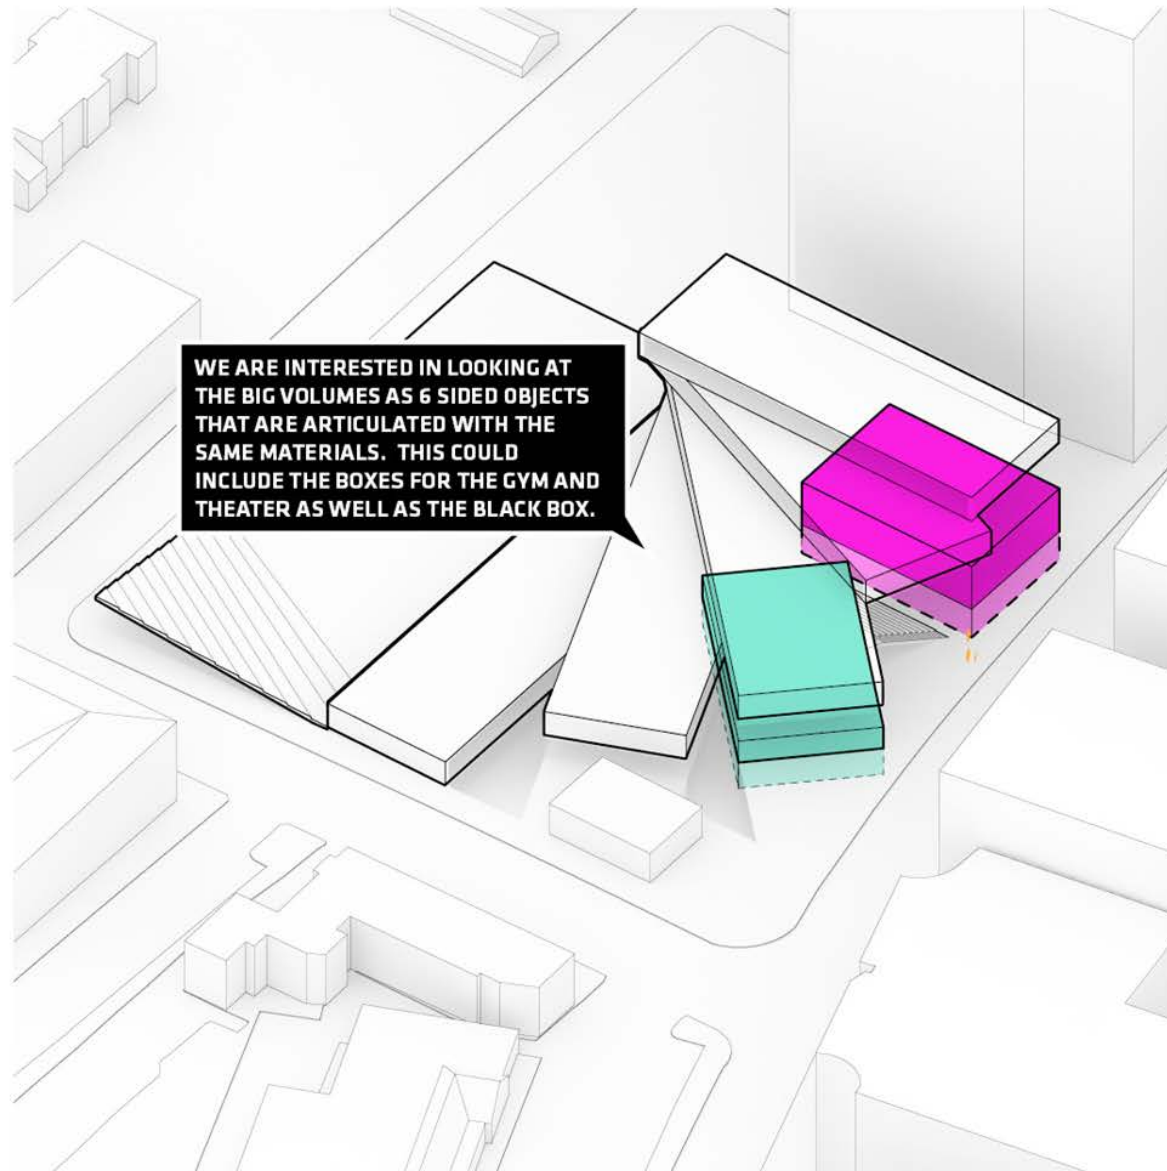 WE ARE INTERESTED IN LOOKING AT
THE BIG VOLUMES AS 6 SIDED OBJECTS
THAT ARE ARTICULATED WITH THE
SAME MATERIALS.  THIS COULD
INCLUDE THE BOXES FOR THE GYM AND
THEATER AS WELL AS THE BLACK BOX.